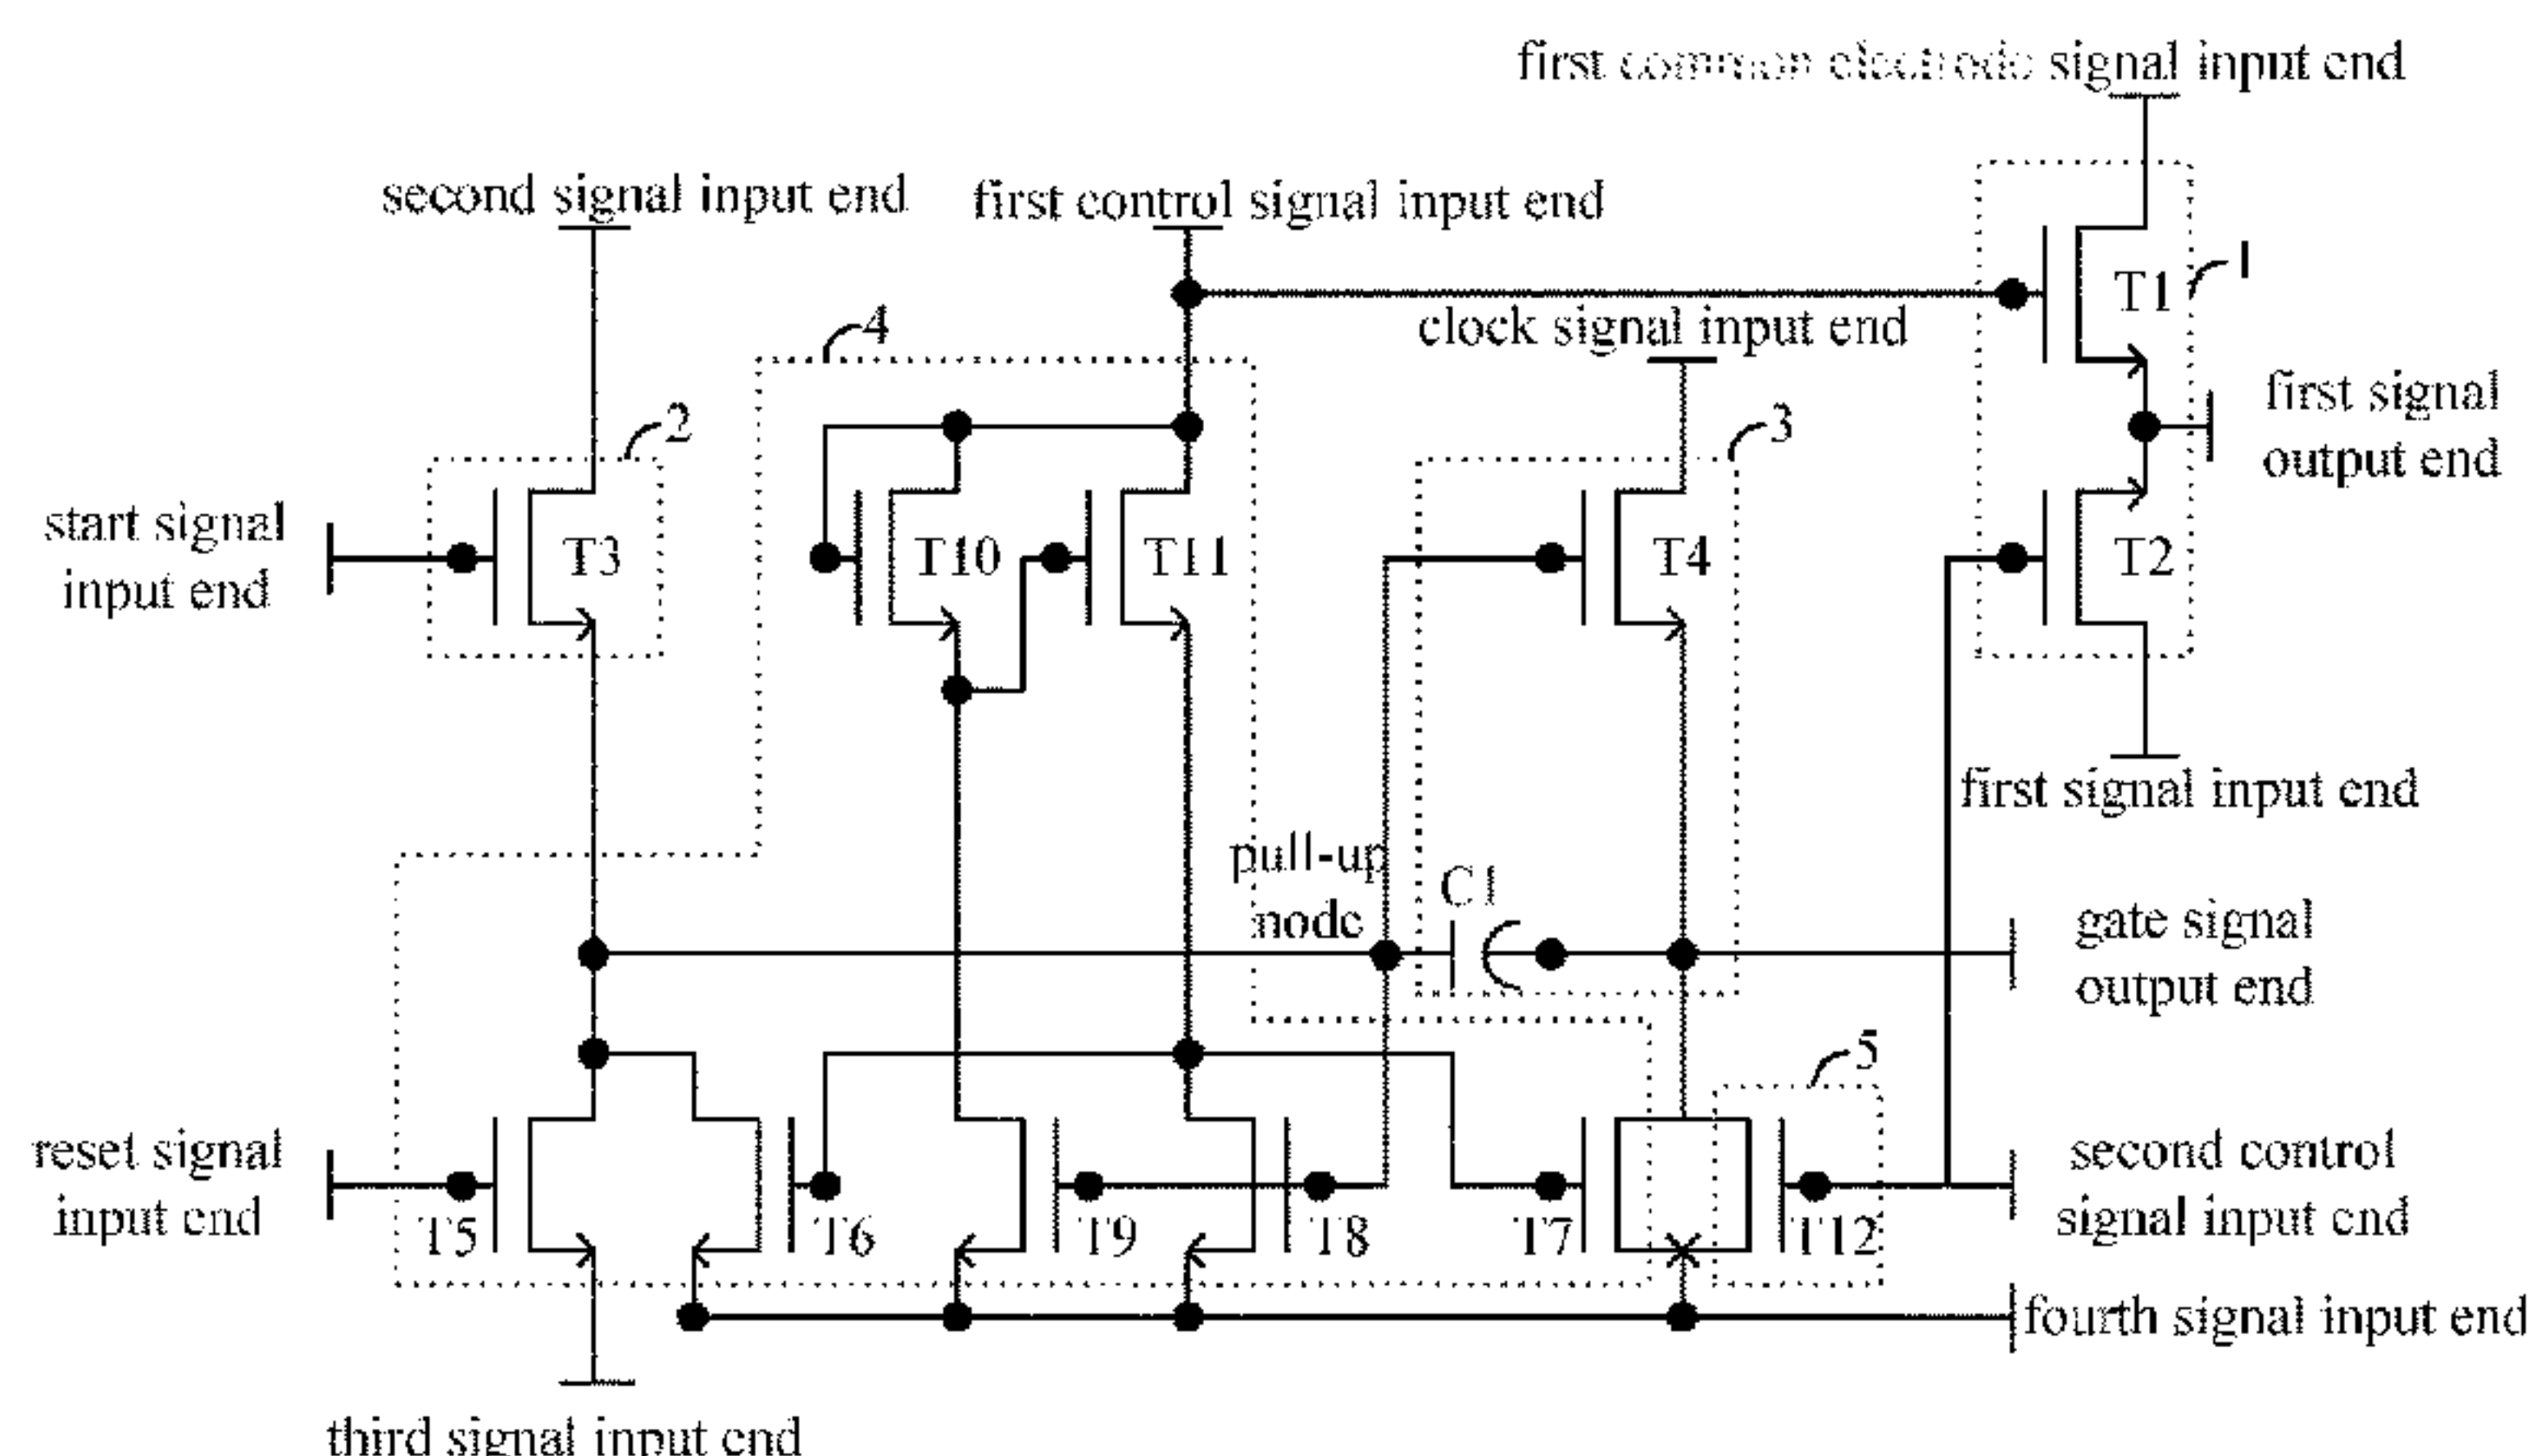 first common electrode signal input end
second signal input end
first control signal input end
1
T1
4
clock signal input end
first signal
output end
2
3
start signal
input end
T3
T10
T11
T4
T2
first signal input end
pull-up
node
C1
gate signal
output end
5
reset signal
input end
T5
T6
T9
T8
T7
T12
second control
signal input end
fourth signal input end
third signal input end